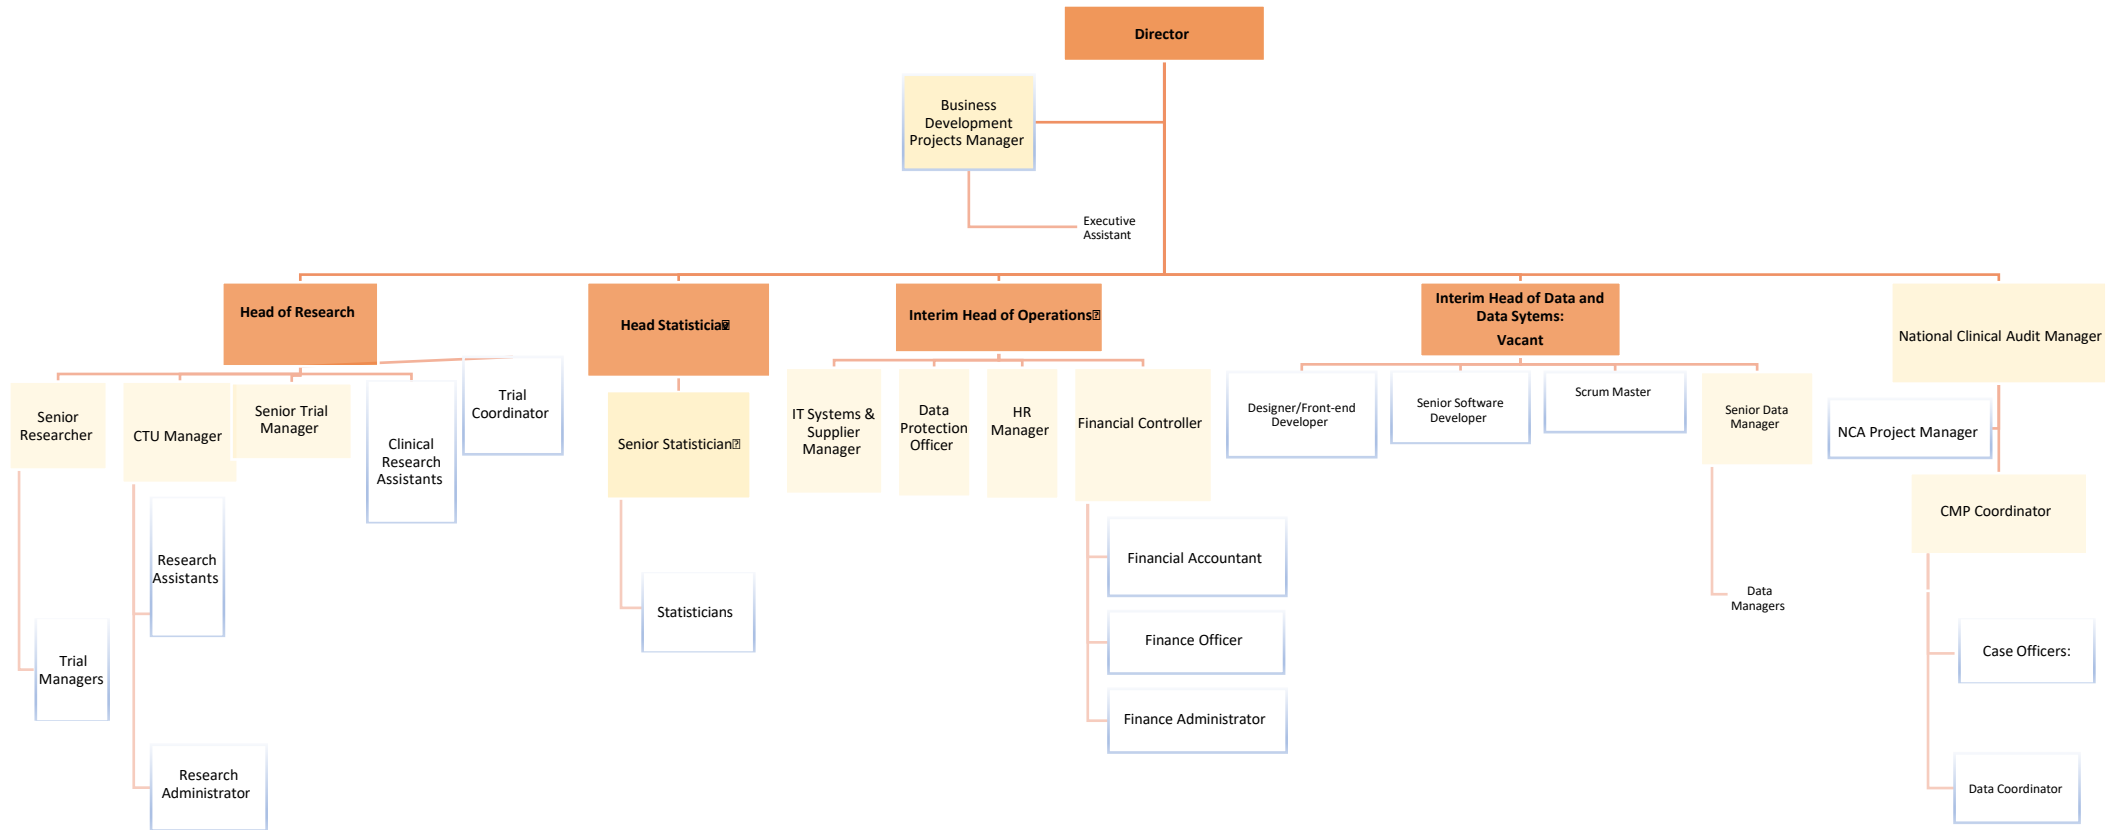 Director
Business
Development
Projects Manager
Executive
Assistant
Head of Research
Head Statistician
Interim Head of Operations
Interim Head of Data and
Data Sytems:
Vacant
National Clinical Audit Manager
Senior
Researcher
CTU Manager
Senior Trial
Manager
Clinical
Research
Assistants
Trial
Coordinator
Research
Assistants
Trial
Managers
Research
Administrator
Senior Statistician
Statisticians
IT Systems &
Supplier
Manager
Data
Protection
Officer
HR
Manager
Financial Controller
Financial Accountant
Finance Officer
Finance Administrator
Designer/Front-end
Developer
Senior Software
Developer
Scrum Master
Senior Data
Manager
Data
Managers
NCA Project Manager
CMP Coordinator
Case Officers:
Data Coordinator